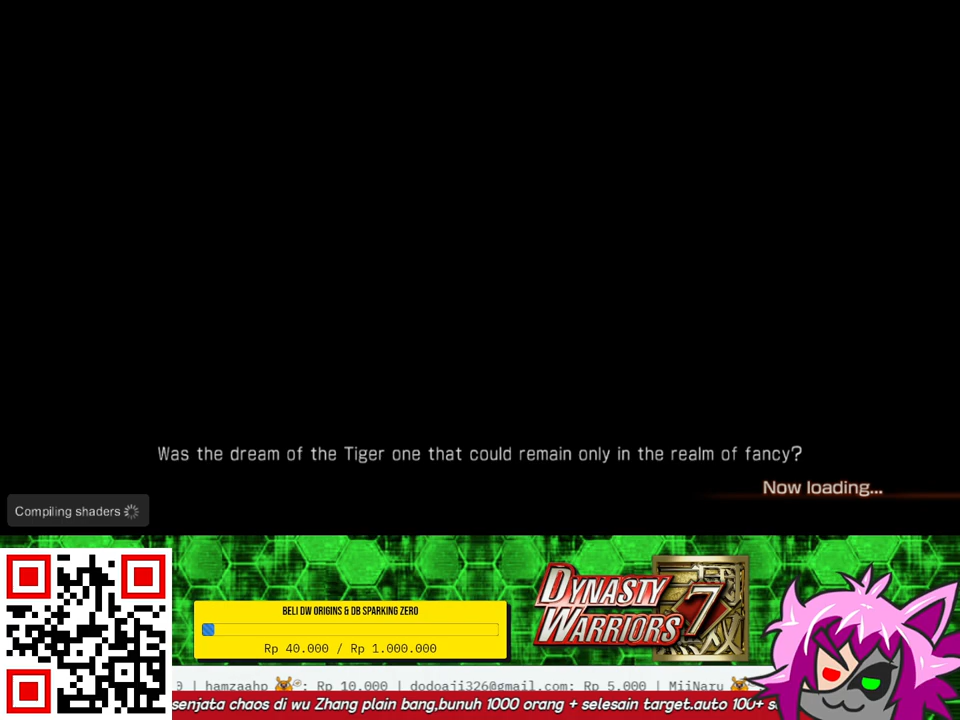 Was the dream of the Tiger one that could remain only in the realm of fancy?
Now loading...
Compiling shaders
BELI DW ORIGINS & DB SPARKING ZERO
Rp 40.000 / Rp 1.000.000
DYNASTY
WARRIORS 7
| hamzaahp : Rp 10.000 | dodoaji326@gmail.com: Rp 5.000 | MiiNaru
senjata chaos di wu Zhang plain bang,bunuh 1000 orang + selesain target.auto 100+